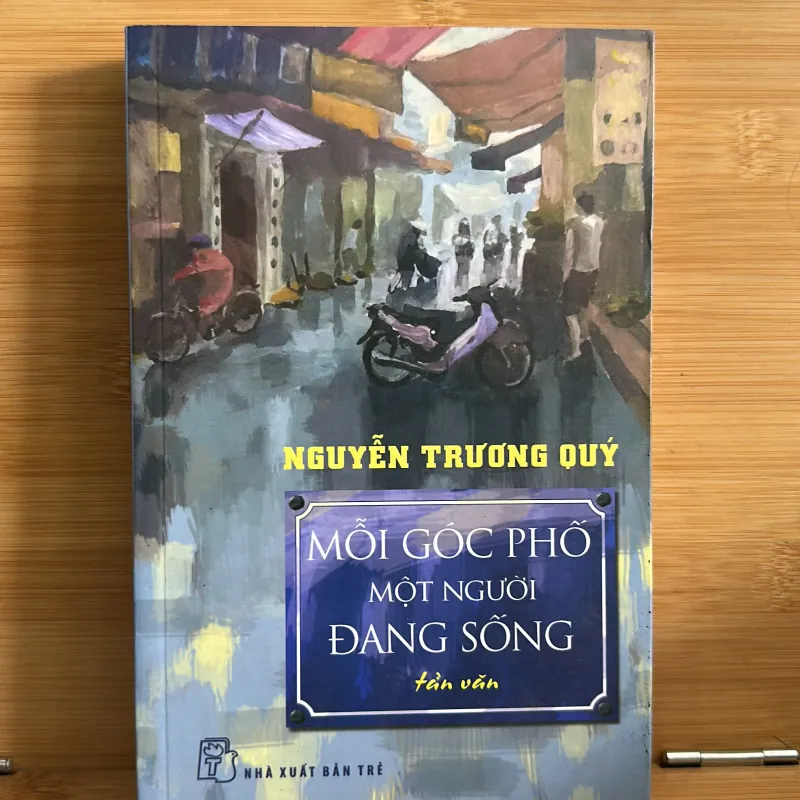 NGUYỄN TRƯƠNG QUÝ
MỖI GÓC PHỐ
MỘT NGƯỜI
ĐANG SỐNG
tản văn
T
NHÀ XUẤT BẢN TRẺ